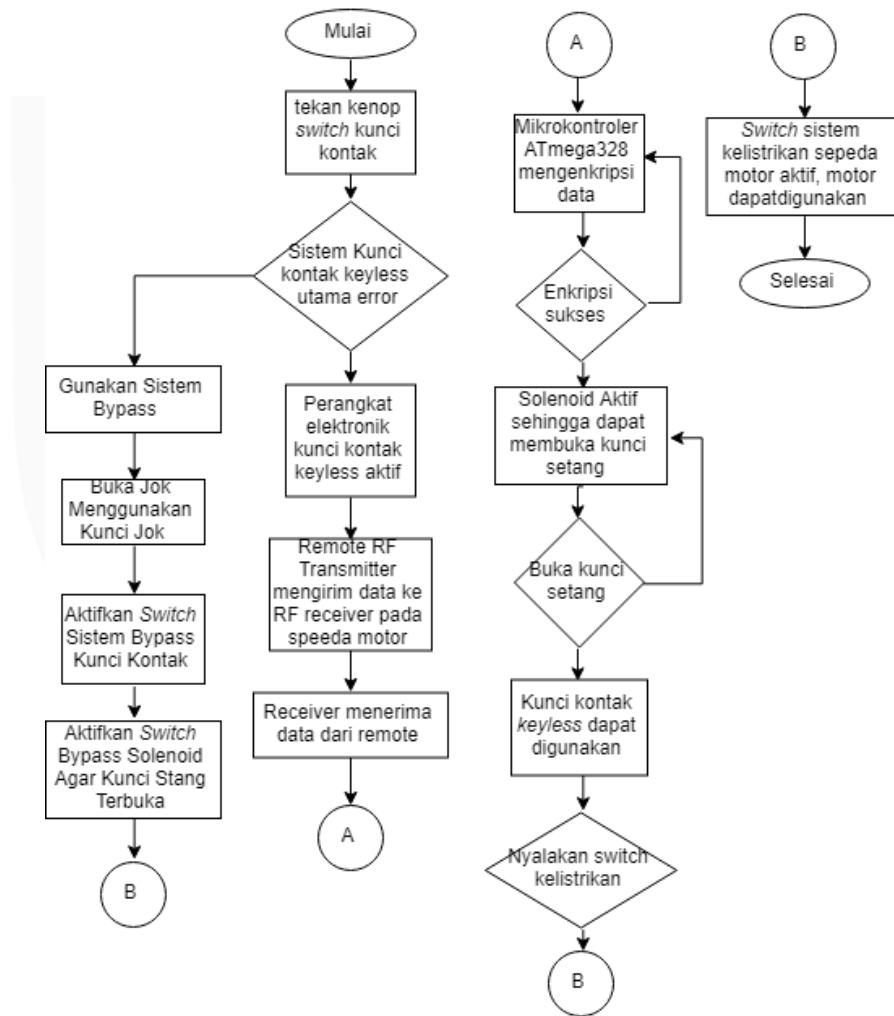 Mulai
tekan kenop
switch kunci
kontak
Sistem Kunci
kontak keyless
utama error
Gunakan Sistem
Bypass
Buka Jok
Menggunakan
Kunci Jok
Aktifkan Switch
Sistem Bypass
Kunci Kontak
Aktifkan Switch
Bypass Solenoid
Agar Kunci Stang
Terbuka
B
Perangkat
elektronik
kunci kontak
keyless aktif
Remote RF
Transmitter
mengirim data ke
RF receiver pada
speeda motor
Receiver menerima
data dari remote
A
A
Mikrokontroler
ATmega328
mengenkripsi
data
Enkripsi
sukses
Solenoid Aktif
sehingga dapat
membuka kunci
setang
Buka kunci
setang
Kunci kontak
keyless dapat
digunakan
Nyalakan switch
kelistrikan
B
B
Switch sistem
kelistrikan sepeda
motor aktif, motor
dapatdigunakan
Selesai